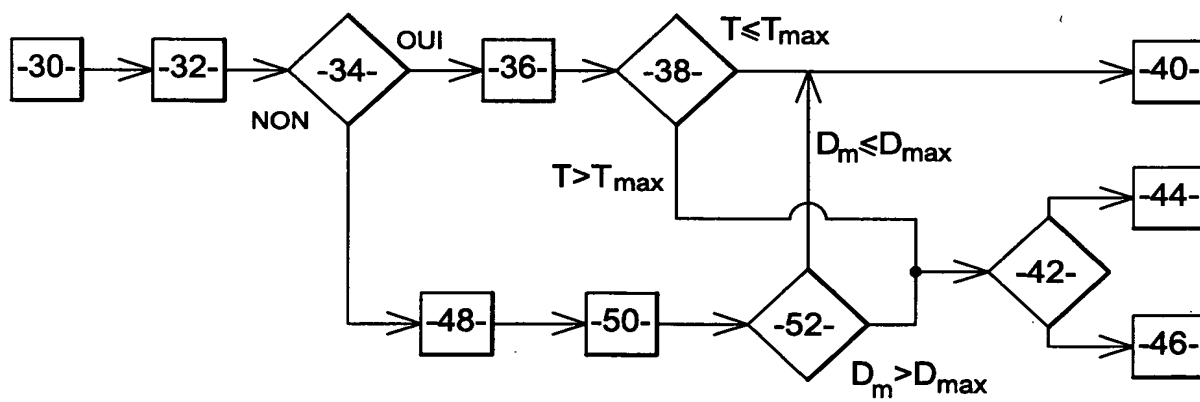 OUI
T≤Tmax
-30-
-32-
-34-
-36-
-38-
-40-
NON
Dm≤Dmax
T>Tmax
-44-
-42-
-48-
-50-
-52-
-46-
Dm>Dmax